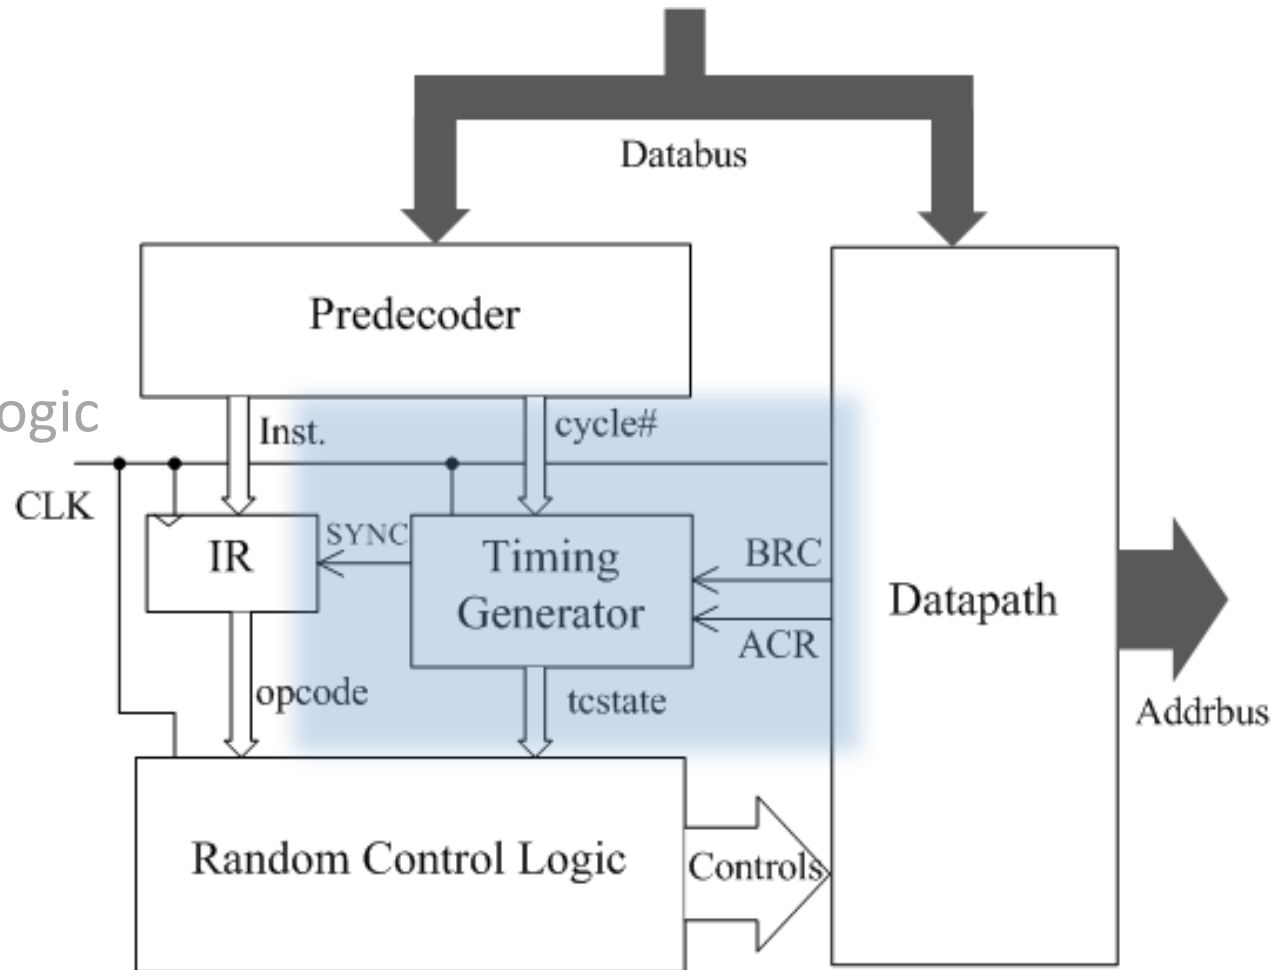 Databus
Predecoder
ogic
Inst.
cycle#
CLK
SYNC
IR
Timing
Generator
BRC
ACR
Datapath
opcode
tcstate
Addrbus
Random Control Logic
Controls